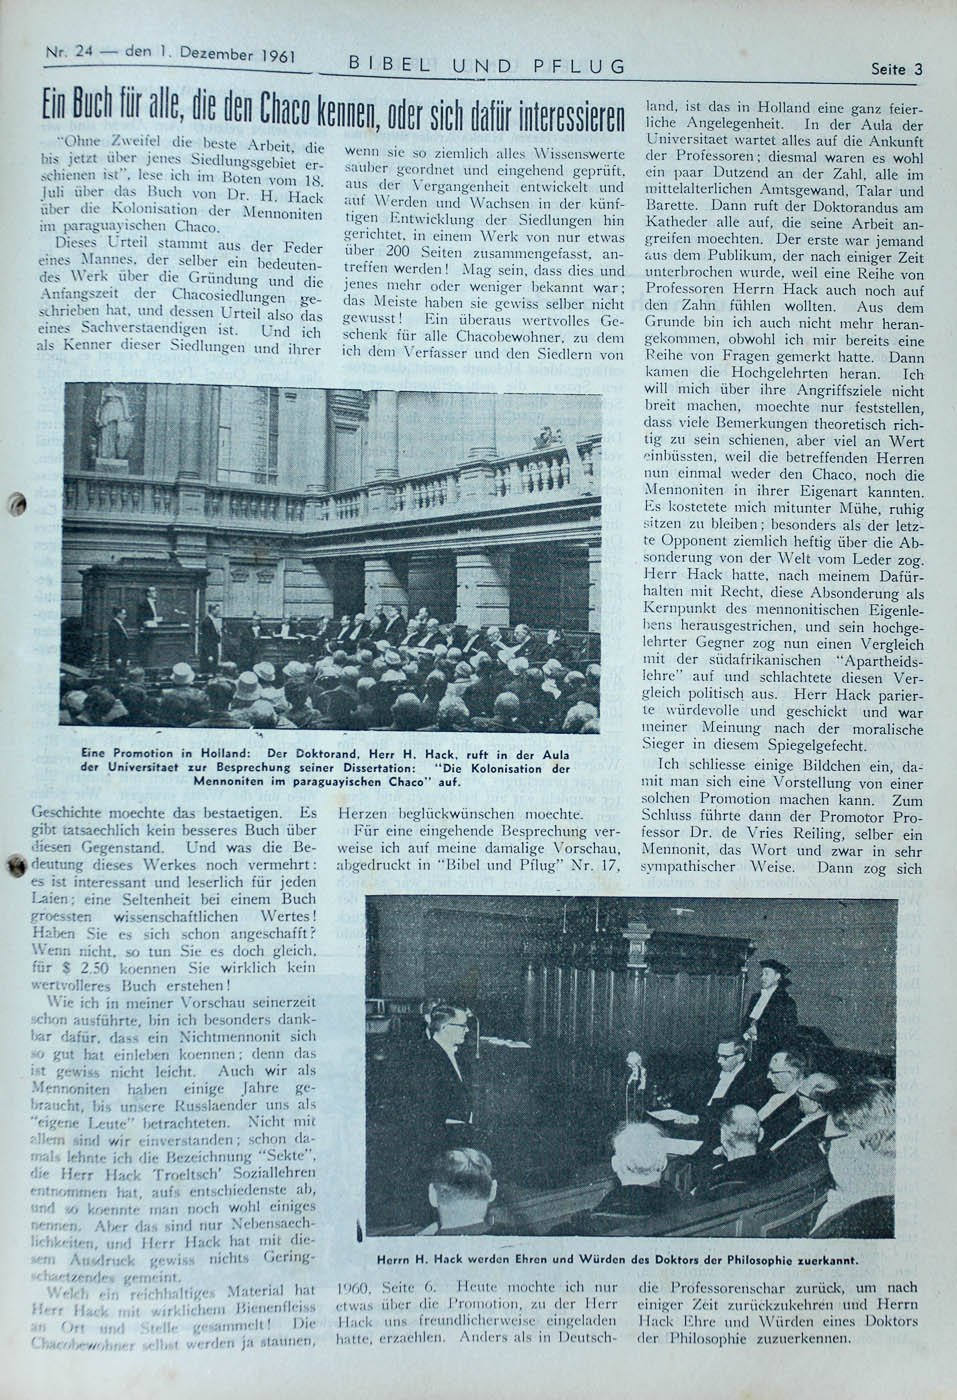 Nr. 24 — den 1. Dezember 1961
BIBEL UND PFLUG
Seite 3
Ein Buch für alle, die den Chaco kennen, oder sich dafür interessieren
"Ohne Zweifel die beste Arbeit, die
bis jetzt über jenes Siedlungsgebiet er-
schienen ist", lese ich im Boten vom 18.
Juli über das Buch von Dr. H. Hack
über die Kolonisation der Mennoniten
im paraguayischen Chaco.
Dieses Urteil stammt aus der Feder
eines Mannes, der selber ein bedeuten-
des Werk über die Gründung und die
Anfangszeit der Chacosiedlungen ge-
schrieben hat, und dessen Urteil also das
eines Sachverstaendigen ist. Und ich
als Kenner dieser Siedlungen und ihrer
Geschichte moechte das bestaetigen. Es
gibt tatsaechlich kein besseres Buch über
diesen Gegenstand. Und was die Be-
deutung dieses Werkes noch vermehrt:
es ist interessant und leserlich für jeden
Laien; eine Seltenheit bei einem Buch
groessten wissenschaftlichen Wertes!
Haben Sie es sich schon angeschafft?
Wenn nicht, so tun Sie es doch gleich,
für $ 2.50 koennen Sie wirklich kein
wertvolleres Buch erstehen!
Wie ich in meiner Vorschau seinerzeit
schon ausführte, bin ich besonders dank-
bar dafür, dass ein Nichtmennonit sich
so gut hat einleben koennen; denn das
ist gewiss nicht leicht. Auch wir als
Mennoniten haben einige Jahre ge-
braucht, bis unsere Russlaender uns als
"eigene Leute" betrachteten. Nicht mit
allem sind wir einverstanden; schon da-
mals lehnte ich die Bezeichnung "Sekte",
die Herr Hack Troeltsch' Soziallehren
entnommen hat, aufs entschiedenste ab,
und so koennte man noch wohl einiges
nennen. Aber das sind nur Nebensaech-
lichkeiten, und Herr Hack hat mit die-
sem Ausdruck gewiss nichts Gering-
schaetzendes gemeint.
Welch ein reichhaltiges Material hat
Herr Hack mit wirklichem Bienenfleiss
an Ort und Stelle gesammelt! Die
Chacobewohner selbst werden ja staunen,
wenn sie so ziemlich alles Wissenswerte
sauber geordnet und eingehend geprüft,
aus der Vergangenheit entwickelt und
auf Werden und Wachsen in der künf-
tigen Entwicklung der Siedlungen hin
gerichtet, in einem Werk von nur etwas
über 200 Seiten zusammengefasst, an-
treffen werden! Mag sein, dass dies und
jenes mehr oder weniger bekannt war;
das Meiste haben sie gewiss selber nicht
gewusst! Ein überaus wertvolles Ge-
schenk für alle Chacobewohner, zu dem
ich dem Verfasser und den Siedlern von
Herzen beglückwünschen moechte.
Für eine eingehende Besprechung ver-
weise ich auf meine damalige Vorschau,
abgedruckt in "Bibel und Pflug" Nr. 17,
1960, Seite 6. Heute mochte ich nur
etwas über die Promotion, zu der Herr
Hack uns freundlicherweise eingeladen
hatte, erzaehlen. Anders als in Deutsch-
land, ist das in Holland eine ganz feier-
liche Angelegenheit. In der Aula der
Universitaet wartet alles auf die Ankunft
der Professoren; diesmal waren es wohl
ein paar Dutzend an der Zahl, alle im
mittelalterlichen Amtsgewand, Talar und
Barette. Dann ruft der Doktorandus am
Katheder alle auf, die seine Arbeit an-
greifen moechten. Der erste war jemand
aus dem Publikum, der nach einiger Zeit
unterbrochen wurde, weil eine Reihe von
Professoren Herrn Hack auch noch auf
den Zahn fühlen wollten. Aus dem
Grunde bin ich auch nicht mehr heran-
gekommen, obwohl ich mir bereits eine
Reihe von Fragen gemerkt hatte. Dann
kamen die Hochgelehrten heran. Ich
will mich über ihre Angriffsziele nicht
breit machen, moechte nur feststellen,
dass viele Bemerkungen theoretisch rich-
tig zu sein schienen, aber viel an Wert
einbüssten, weil die betreffenden Herren
nun einmal weder den Chaco, noch die
Mennoniten in ihrer Eigenart kannten.
Es kostetete mich mitunter Mühe, ruhig
sitzen zu bleiben; besonders als der letz-
te Opponent ziemlich heftig über die Ab-
sonderung von der Welt vom Leder zog.
Herr Hack hatte, nach meinem Dafür-
halten mit Recht, diese Absonderung als
Kernpunkt des mennonitischen Eigenle-
bens herausgestrichen, und sein hochge-
lehrter Gegner zog nun einen Vergleich
mit der südafrikanischen "Apartheids-
lehre" auf und schlachtete diesen Ver-
gleich politisch aus. Herr Hack parier-
te würdevolle und geschickt und war
meiner Meinung nach der moralische
Sieger in diesem Spiegelgefecht.
Ich schliesse einige Bildchen ein, da-
mit man sich eine Vorstellung von einer
solchen Promotion machen kann. Zum
Schluss führte dann der Promotor Pro-
fessor Dr. de Vries Reiling, selber ein
Mennonit, das Wort und zwar in sehr
sympathischer Weise. Dann zog sich
die Professorenschar zurück, um nach
einiger Zeit zurückzukehren und Herrn
Hack Ehre und Würden eines Doktors
der Philosophie zuzuerkennen.
Eine Promotion in Holland: Der Doktorand, Herr H. Hack, ruft in der Aula
der Universitaet zur Besprechung seiner Dissertation: "Die Kolonisation der
Mennoniten im paraguayischen Chaco" auf.
Herrn H. Hack werden Ehren und Würden des Doktors der Philosophie zuerkannt.